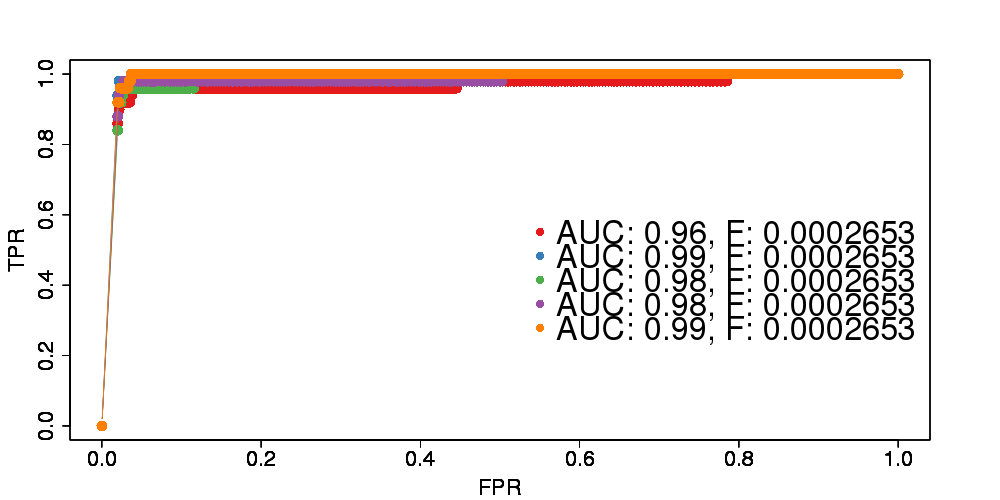 1.0
0.8
0.6
0.4
0.2
0.0
TPR
AUC: 0.96, F: 0.0002653
AUC: 0.99, F: 0.0002653
AUC: 0.98, F: 0.0002653
AUC: 0.98, F: 0.0002653
AUC: 0.99, F: 0.0002653
0.0 0.2 0.4 0.6 0.8 1.0
FPR